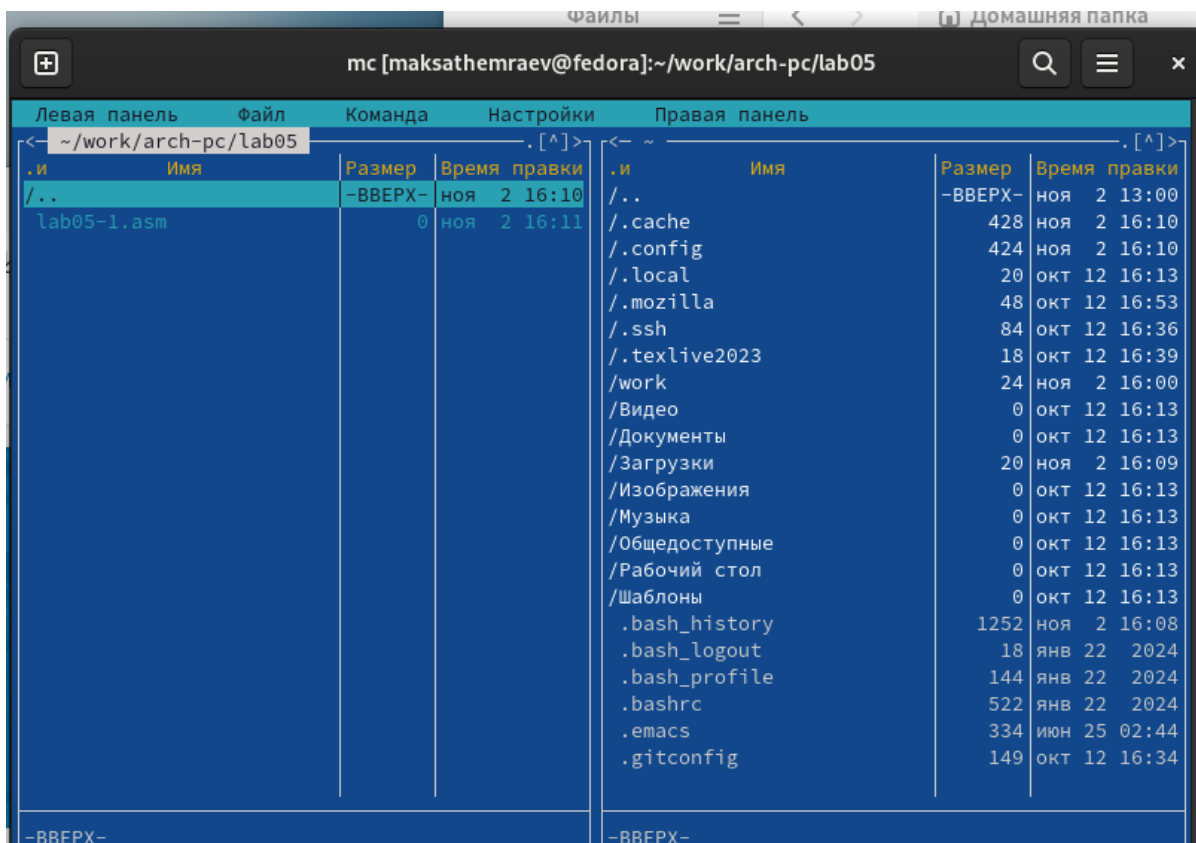 Файлы Домашняя папка
mc [maksathemraev@fedora]:~/work/arch-pc/lab05
Левая панель Файл Команда Настройки Правая панель
<— ~/work/arch-pc/lab05 .[^]>
.и Имя Размер Время правки
/.. -ВВЕРХ- ноя 2 16:10
lab05-1.asm 0 ноя 2 16:11
-ВВЕРХ-
<— ~ .[^]>
.и Имя Размер Время правки
/.. -ВВЕРХ- ноя 2 13:00
/.cache 428 ноя 2 16:10
/.config 424 ноя 2 16:10
/.local 20 окт 12 16:13
/.mozilla 48 окт 12 16:53
/.ssh 84 окт 12 16:36
/.texlive2023 18 окт 12 16:39
/work 24 ноя 2 16:00
/Видео 0 окт 12 16:13
/Документы 0 окт 12 16:13
/Загрузки 20 ноя 2 16:09
/Изображения 0 окт 12 16:13
/Музыка 0 окт 12 16:13
/Общедоступные 0 окт 12 16:13
/Рабочий стол 0 окт 12 16:13
/Шаблоны 0 окт 12 16:13
.bash_history 1252 ноя 2 16:08
.bash_logout 18 янв 22 2024
.bash_profile 144 янв 22 2024
.bashrc 522 янв 22 2024
.emacs 334 июн 25 02:44
.gitconfig 149 окт 12 16:34
-ВВЕРХ-